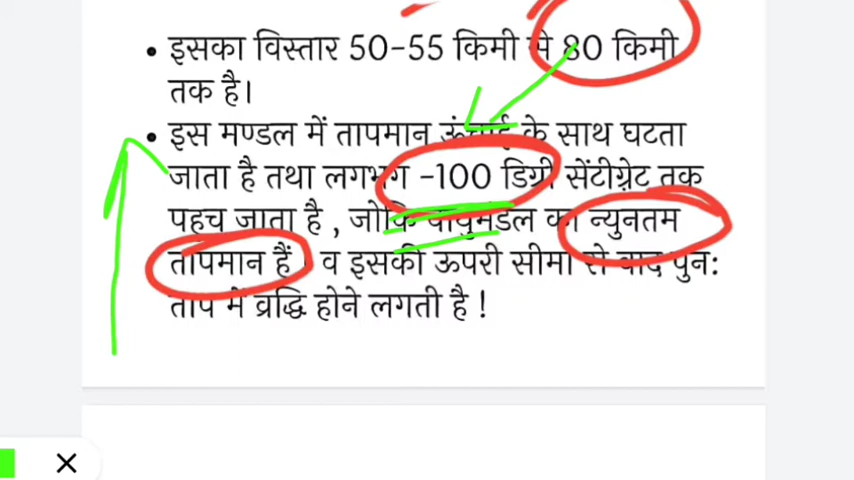 • इसका विस्तार 50-55 किमी से 80 किमी
तक है।
• इस मण्डल में तापमान ऊंचाई के साथ घटता
जाता है तथा लगभग -100 डिग्री सेंटीग्रेट तक
पहच जाता है , जोकि वायुमंडल का न्युनतम
तापमान हैं व इसकी ऊपरी सीमा से बाद पुन:
ताप में व्रद्धि होने लगती है !